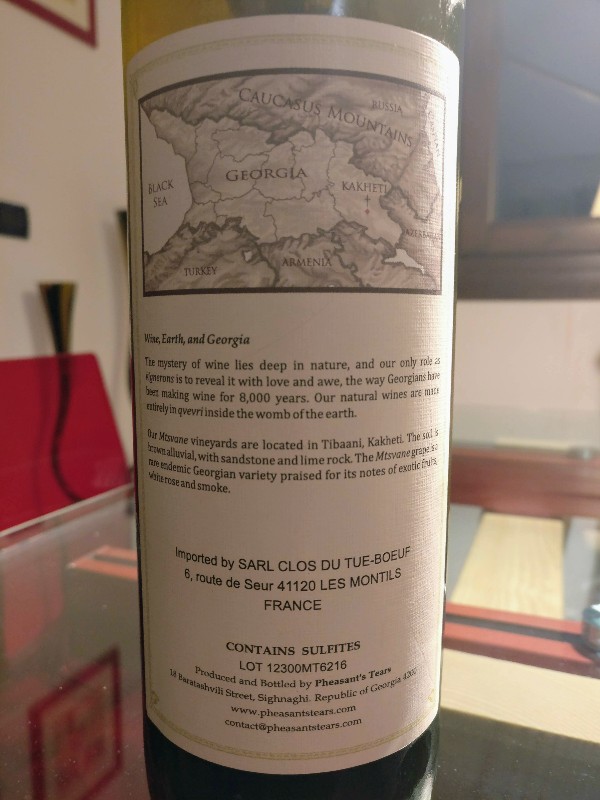 CAUCASUS MOUNTAINS
RUSSIA
GEORGIA
BLACK
SEA
KAKHETI
TURKEY
ARMENIA
Wine, Earth, and Georgia
The mystery of wine lies deep in nature, and our only role as
vignerons is to reveal it with love and awe, the way Georgians have
been making wine for 8,000 years. Our natural wines are made
entirely in qvevri inside the womb of the earth.
Our Mtsvane vineyards are located in Tibaani, Kakheti. The soil is
brown alluvial, with sandstone and lime rock. The Mtsvane grape is a
rare endemic Georgian variety praised for its notes of exotic fruits,
white rose and smoke.
Imported by SARL CLOS DU TUE-BOEUF
6, route de Seur 41120 LES MONTILS
FRANCE
CONTAINS SULFITES
LOT 12300MT6216
Produced and Bottled by Pheasant's Tears
18 Baratashvili Street, Sighnaghi. Republic of Georgia 4200
www.pheasantstears.com
contact@pheasantstears.com